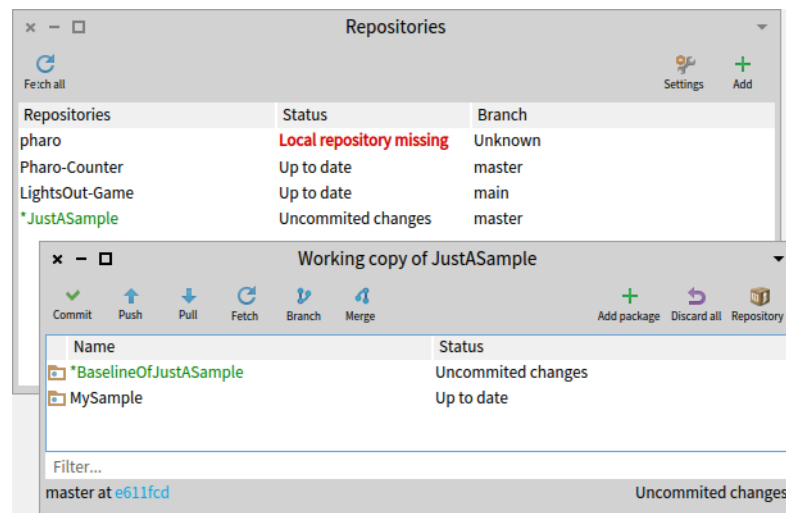 Repositories
Fetch all Settings Add
Repositories Status Branch
pharo Local repository missing Unknown
Pharo-Counter Up to date master
LightsOut-Game Up to date main
*JustASample Uncommited changes master
Working copy of JustASample
Commit Push Pull Fetch Branch Merge Add package Discard all Repository
Name Status
*BaselineOfJustASample Uncommited changes
MySample Up to date
Filter...
master at e611fcd Uncommited changes